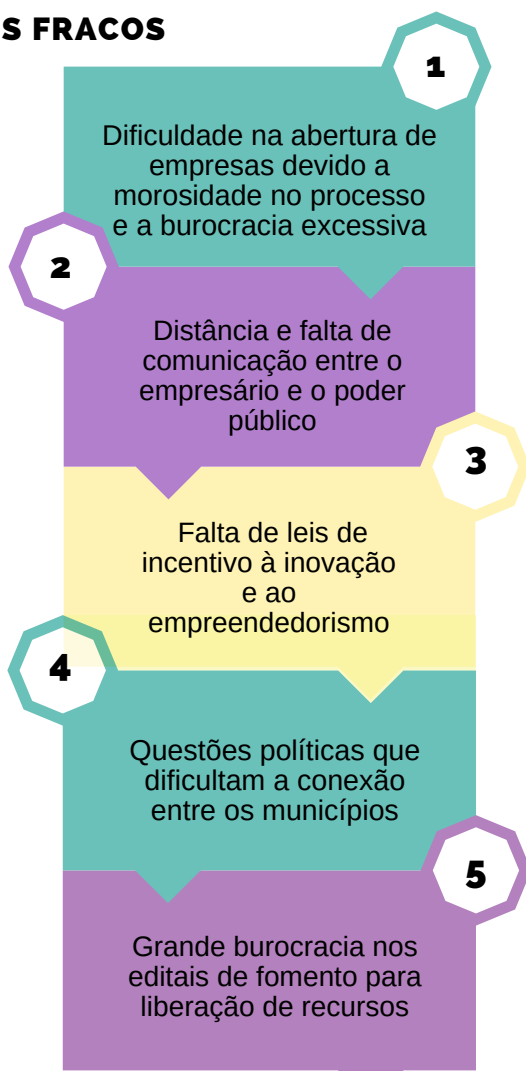 S FRACOS
1
Dificuldade na abertura de
empresas devido a
morosidade no processo
e a burocracia excessiva
2
Distância e falta de
comunicação entre o
empresário e o poder
público
3
Falta de leis de
incentivo à inovação
e ao
empreendedorismo
4
Questões políticas que
dificultam a conexão
entre os municípios
5
Grande burocracia nos
editais de fomento para
liberação de recursos